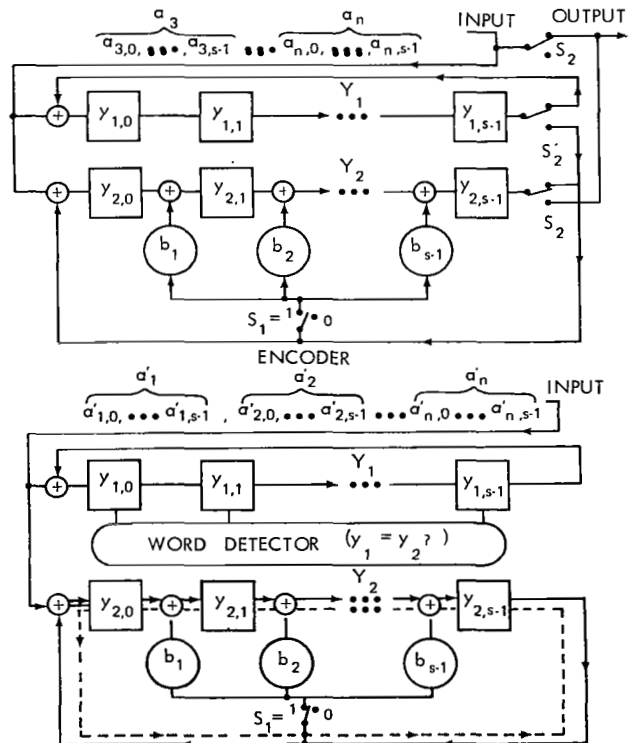 a3 an INPUT OUTPUT
a3,0, •••, a3,s-1 ••• an,0, •••, an,s-1
S2
Y1
y1,0 y1,1 ••• y1,s-1
S'2
Y2
y2,0 y2,1 ••• y2,s-1
S2
b1 b2 bs-1
S1= 1 0
ENCODER
a'1 a'2 a'n INPUT
a'1,0, ••• a'1,s-1 , a'2,0, •••• a'2,s-1 •••• a'n,0 •••• a'n,s-1
Y1
y1,0 y1,1 ••• y1,s-1
WORD DETECTOR (y1 = y2 ?)
Y2
y2,0 y2,1 y2,s-1
b1 b2 bs-1
S1= 1 0